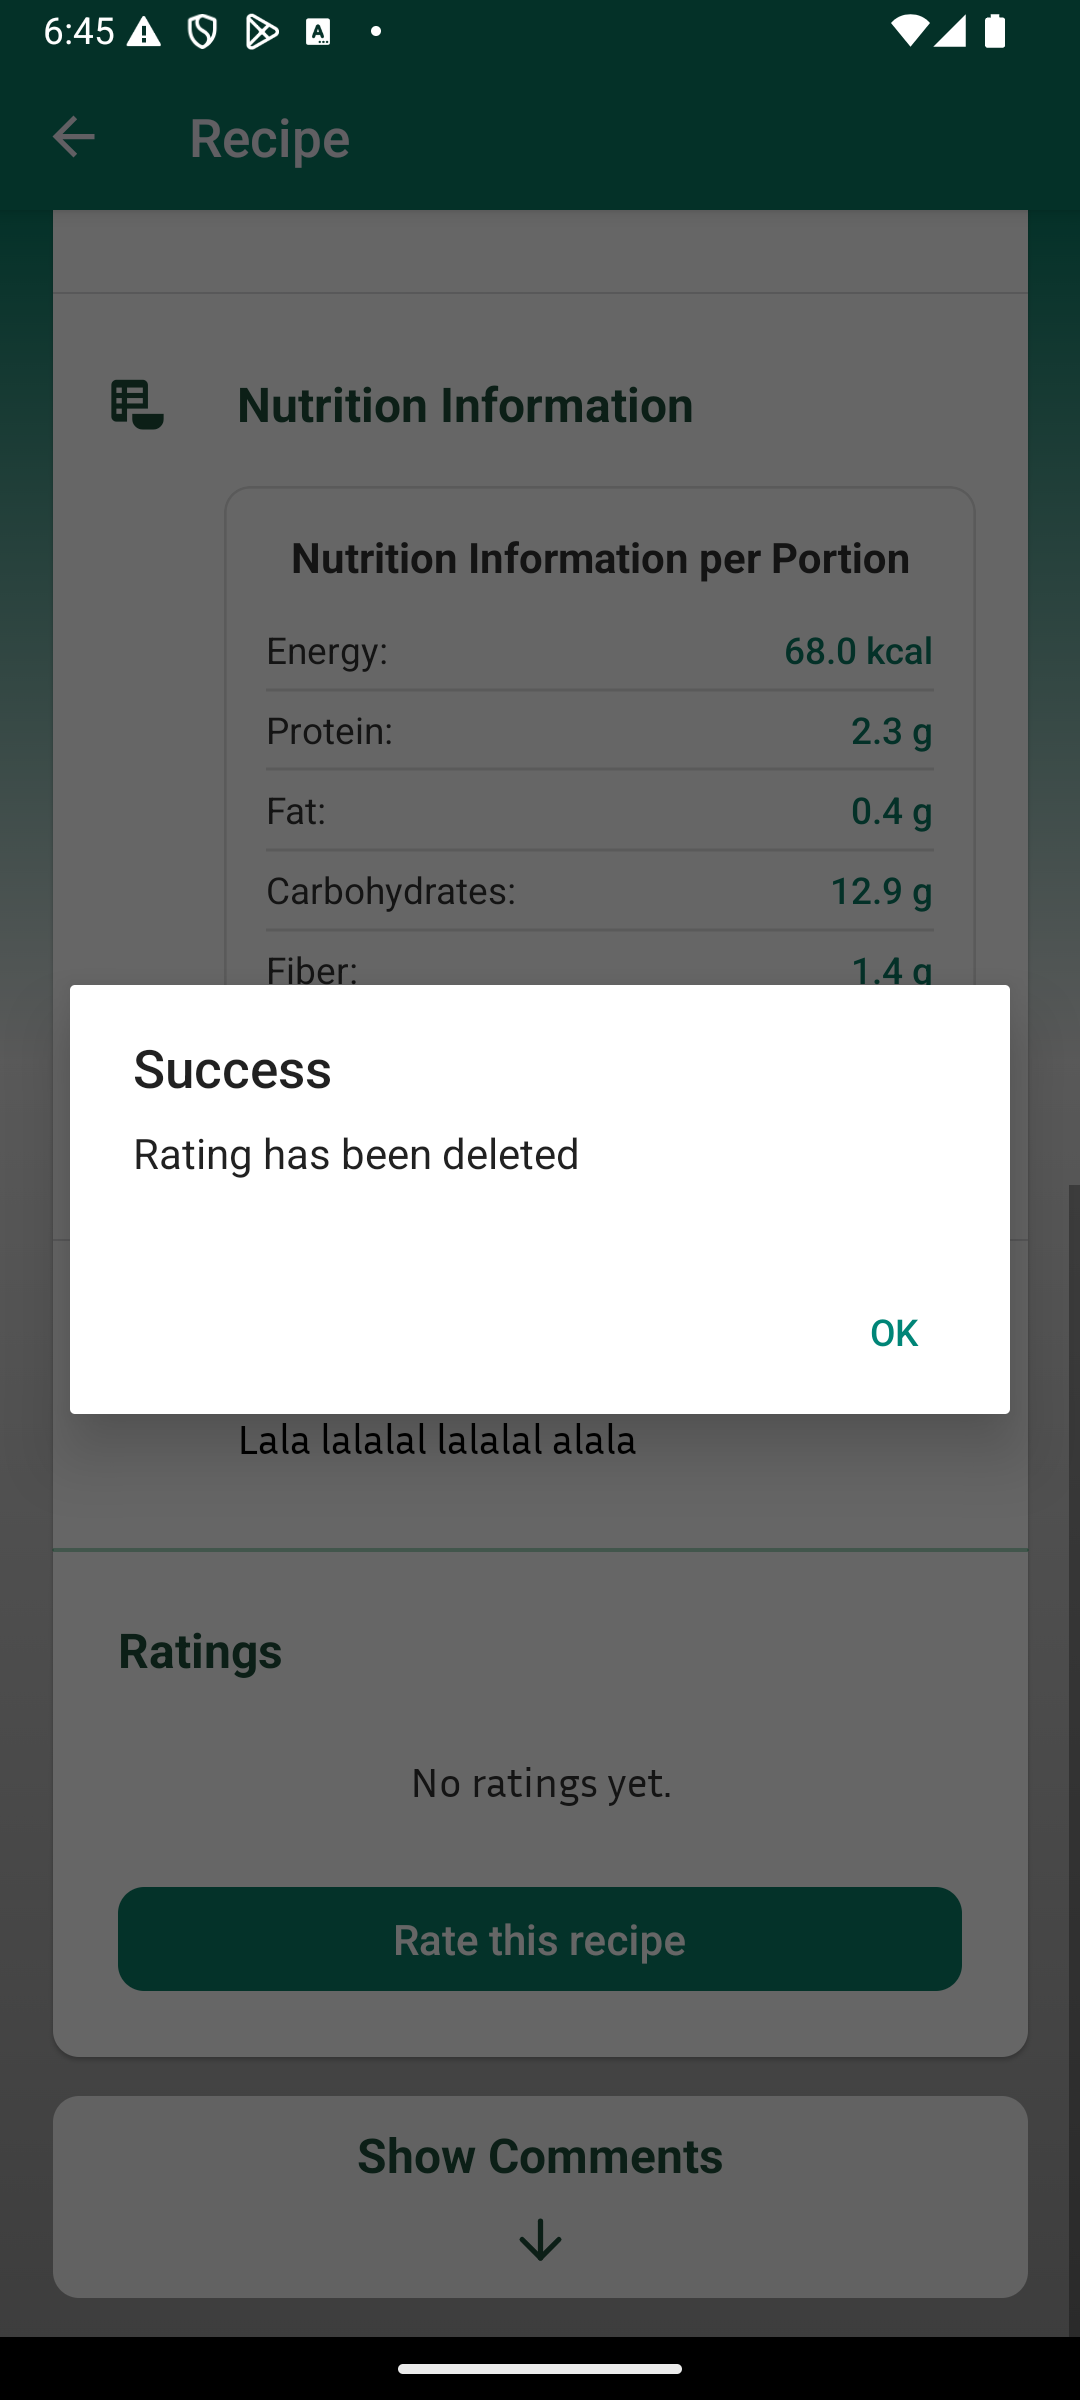 6:45
Recipe
Nutrition Information
Nutrition Information per Portion
Energy: 68.0 kcal
Protein: 2.3 g
Fat: 0.4 g
Carbohydrates: 12.9 g
Fiber: 1.4 g
Success
Rating has been deleted
OK
Lala lalalal lalalal alala
Ratings
No ratings yet.
Rate this recipe
Show Comments